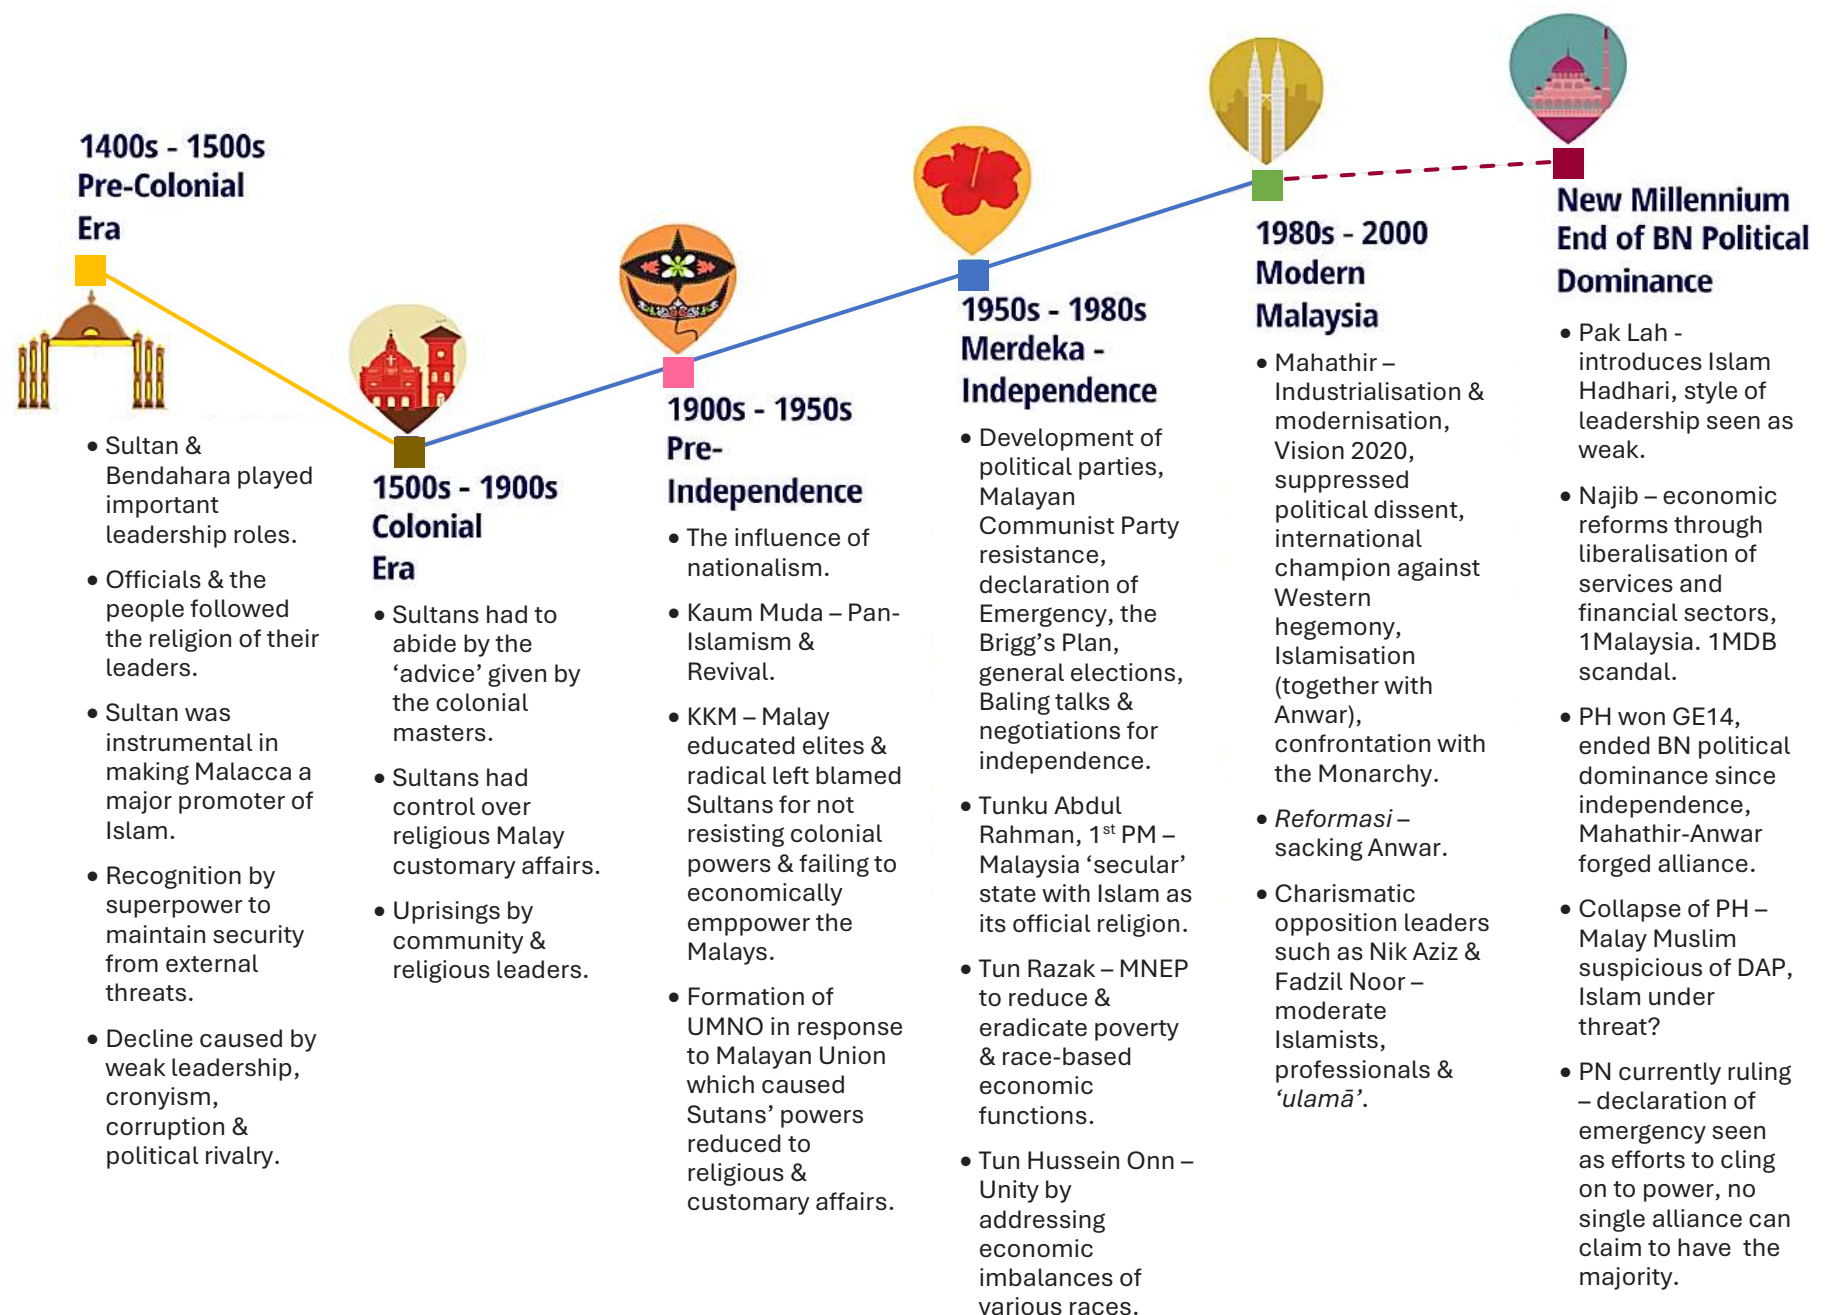 1400s - 1500s
Pre-Colonial
Era
• Sultan &
Bendahara played
important
leadership roles.
• Officials & the
people followed
the religion of their
leaders.
• Sultan was
instrumental in
making Malacca a
major promoter of
Islam.
• Recognition by
superpower to
maintain security
from external
threats.
• Decline caused by
weak leadership,
cronyism,
corruption &
political rivalry.
1500s - 1900s
Colonial
Era
• Sultans had to
abide by the
‘advice’ given by
the colonial
masters.
• Sultans had
control over
religious Malay
customary affairs.
• Uprisings by
community &
religious leaders.
1900s - 1950s
Pre-
Independence
• The influence of
nationalism.
• Kaum Muda – Pan-
Islamism &
Revival.
• KKM – Malay
educated elites &
radical left blamed
Sultans for not
resisting colonial
powers & failing to
economically
emppower the
Malays.
• Formation of
UMNO in response
to Malayan Union
which caused
Sutans’ powers
reduced to
religious &
customary affairs.
1950s - 1980s
Merdeka -
Independence
• Development of
political parties,
Malayan
Communist Party
resistance,
declaration of
Emergency, the
Brigg’s Plan,
general elections,
Baling talks &
negotiations for
independence.
• Tunku Abdul
Rahman, 1st PM –
Malaysia ‘secular’
state with Islam as
its official religion.
• Tun Razak – MNEP
to reduce &
eradicate poverty
& race-based
economic
functions.
• Tun Hussein Onn –
Unity by
addressing
economic
imbalances of
various races.
1980s - 2000
Modern
Malaysia
• Mahathir –
Industrialisation &
modernisation,
Vision 2020,
suppressed
political dissent,
international
champion against
Western
hegemony,
Islamisation
(together with
Anwar),
confrontation with
the Monarchy.
• Reformasi –
sacking Anwar.
• Charismatic
opposition leaders
such as Nik Aziz &
Fadzil Noor –
moderate
Islamists,
professionals &
‘ulamā’.
New Millennium
End of BN Political
Dominance
• Pak Lah -
introduces Islam
Hadhari, style of
leadership seen as
weak.
• Najib – economic
reforms through
liberalisation of
services and
financial sectors,
1Malaysia. 1MDB
scandal.
• PH won GE14,
ended BN political
dominance since
independence,
Mahathir-Anwar
forged alliance.
• Collapse of PH –
Malay Muslim
suspicious of DAP,
Islam under
threat?
• PN currently ruling
– declaration of
emergency seen
as efforts to cling
on to power, no
single alliance can
claim to have the
majority.